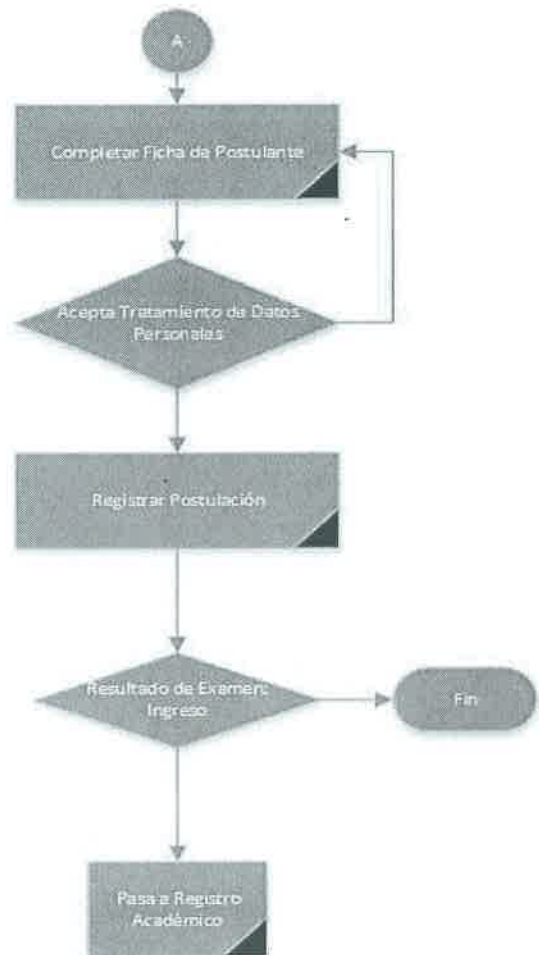 A
Completar Ficha de Postulante
Acepta Tratamiento de Datos
Personales
Registrar Postulación
Resultado de Examen:
Ingreso
Fin
Pasa a Registro
Académico